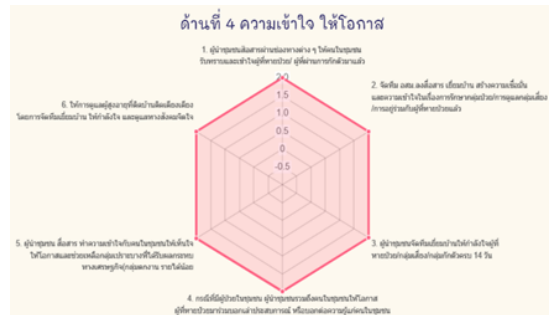 ด้านที่ 4 ความเข้าใจ ให้โอกาส
1. ผู้นำชุมชนสื่อสารผ่านช่องทางต่าง ๆ ให้คนในชุมชน
รับทราบและเข้าใจผู้ที่หายป่วย/ ผู้ที่ผ่านการกักตัวมาแล้ว
2.0
1.5
1.0
0.5
0
-0.5
2. จัดทีม อสม ลงสื่อสาร เยี่ยมบ้าน สร้างความเชื่อมั่น
และความเข้าใจในเรื่องการรักษากลุ่มป่วย/การดูแลกลุ่มเสี่ยง
/การอยู่ร่วมกับผู้ที่หายป่วยแล้ว
3. ผู้นำชุมชนจัดทีมเยี่ยมบ้านให้กำลังใจผู้ที่
หายป่วย/กลุ่มเสี่ยง/กลุ่มกักตัวครบ 14 วัน
4. กรณีที่มีผู้ป่วยในชุมชน ผู้นำชุมชนรวมถึงคนในชุมชนให้โอกาส
ผู้ที่หายป่วยมาร่วมบอกเล่าประสบการณ์ หรือบอกต่อความรู้แก่คนในชุมชน
5. ผู้นำชุมชน สื่อสาร ทำความเข้าใจกับคนในชุมชนให้เห็นใจ
ให้โอกาสและช่วยเหลือกลุ่มเปราะบางที่ได้รับผลกระทบ
ทางเศรษฐกิจ(กลุ่มตกงาน รายได้น้อย
6. ให้การดูแลผู้สูงอายุที่ติดบ้านติดเตียงติดเตียง
โดยการจัดทีมเยี่ยมบ้าน ให้กำลังใจ และดูแลทางสังคมจิตใจ